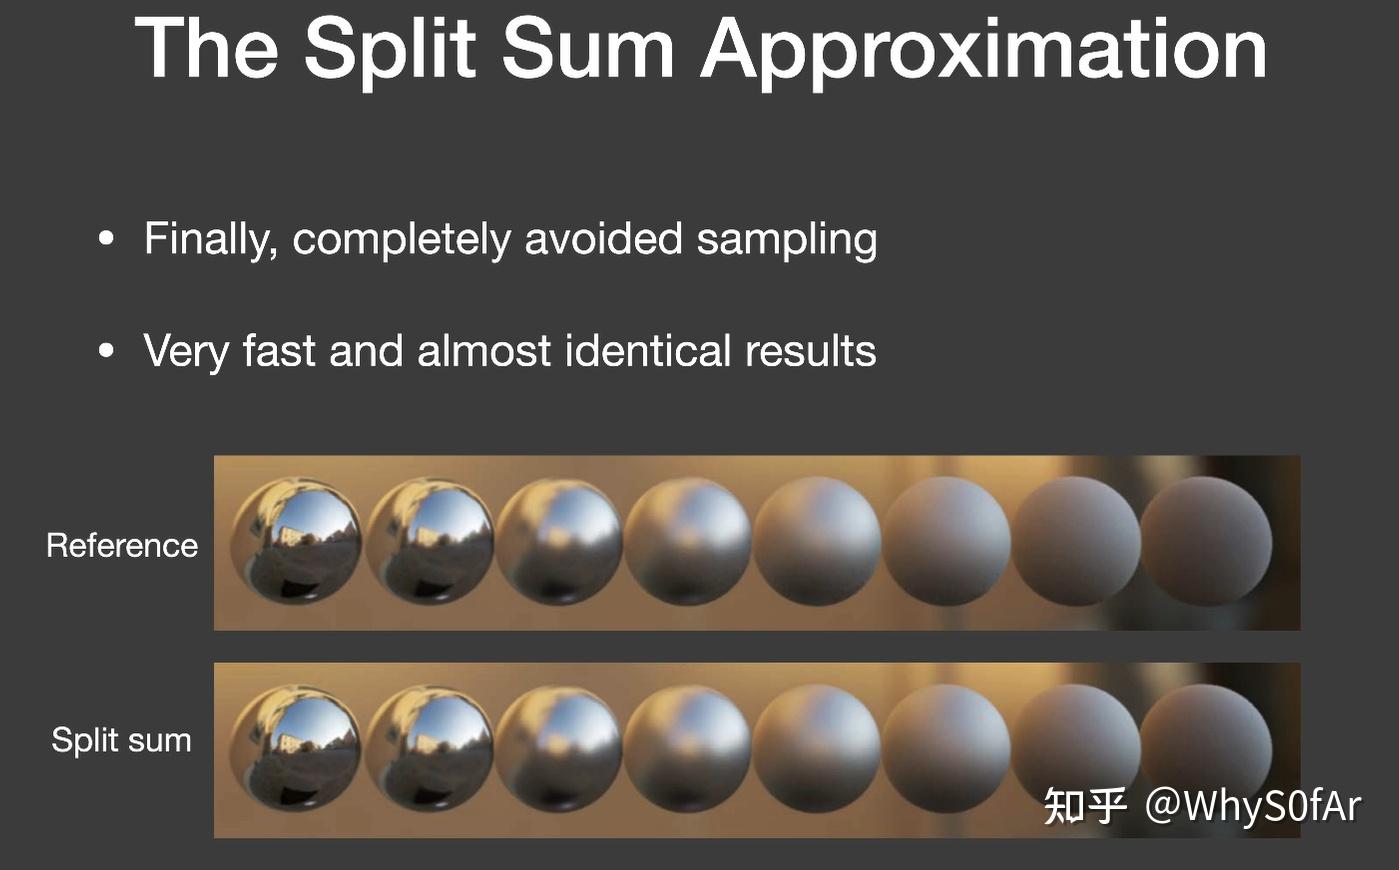 The Split Sum Approximation
• Finally, completely avoided sampling
• Very fast and almost identical results
Reference
Split sum
知乎 @WhyS0fAr